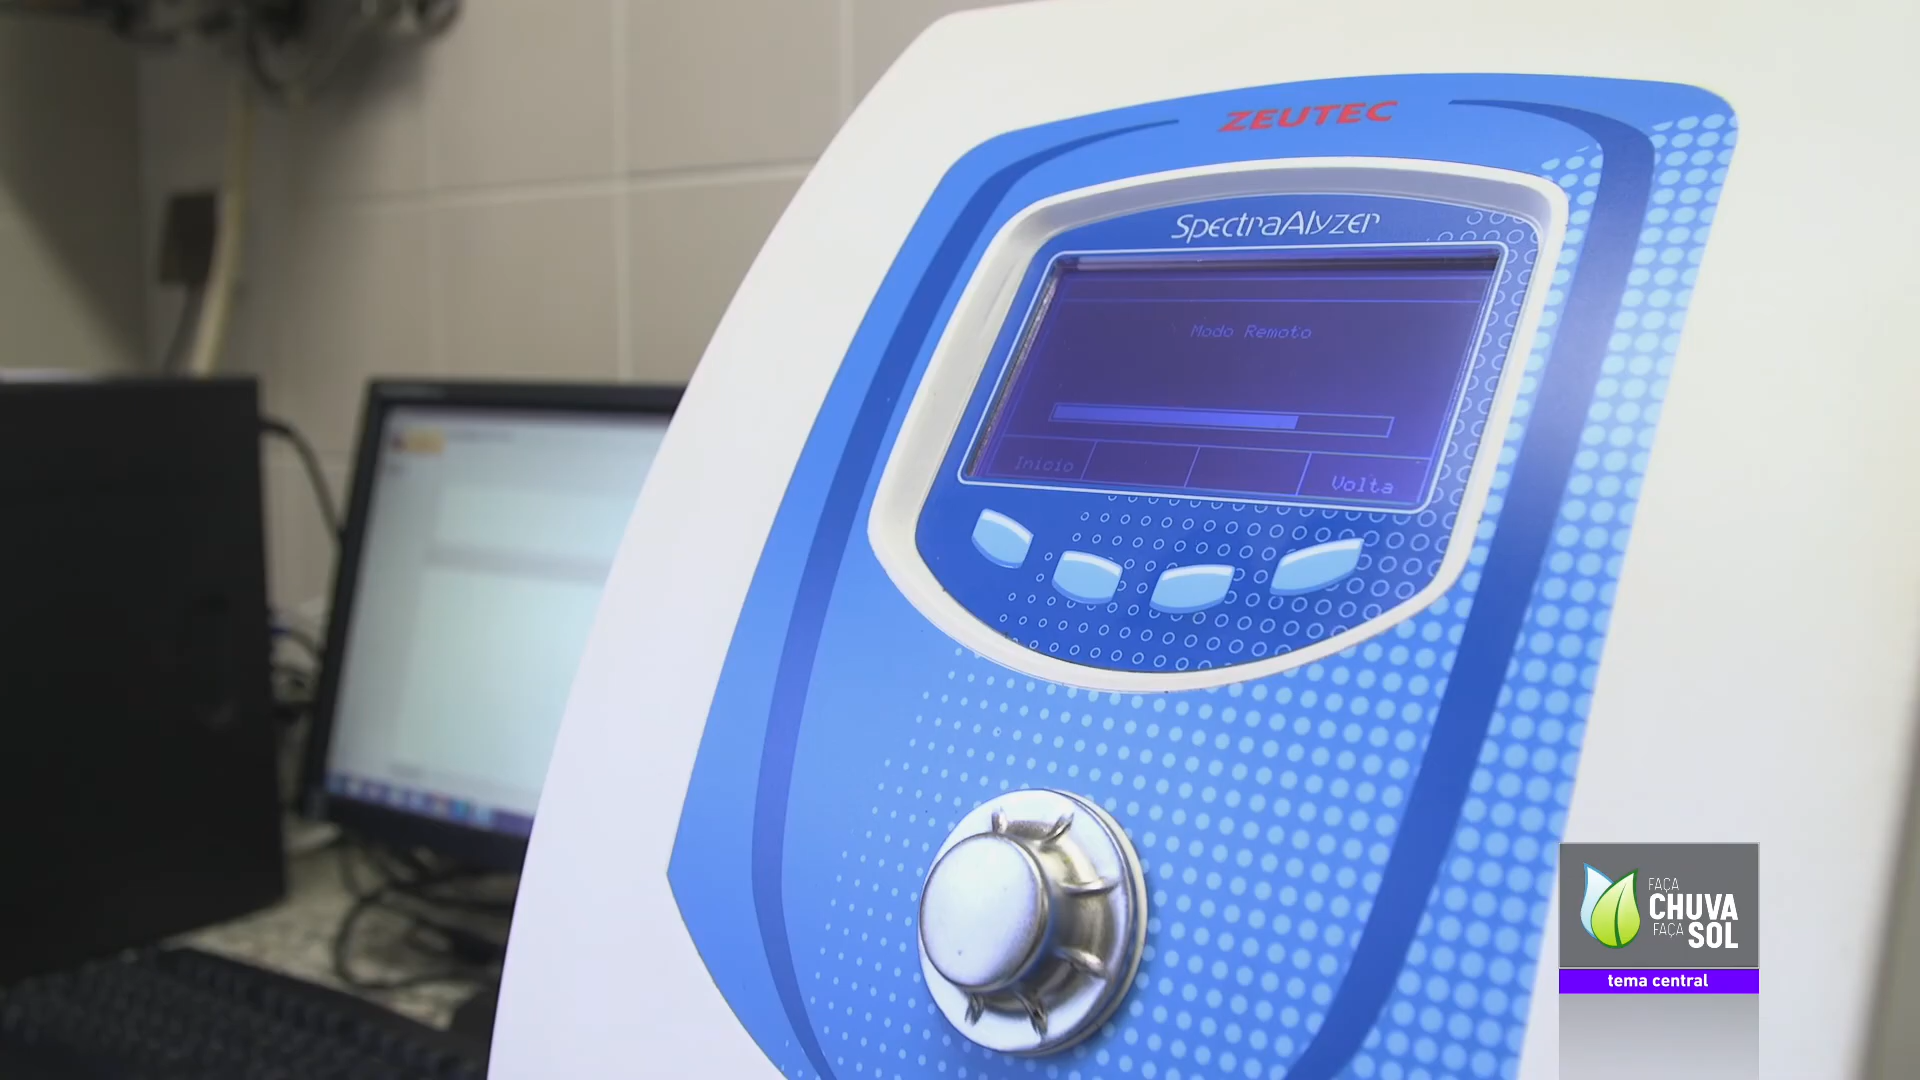 ZEUTEC
SpectraAlyzer
Modo Remoto
Inicio
Volta
FAÇA
CHUVA
FAÇA SOL
tema central